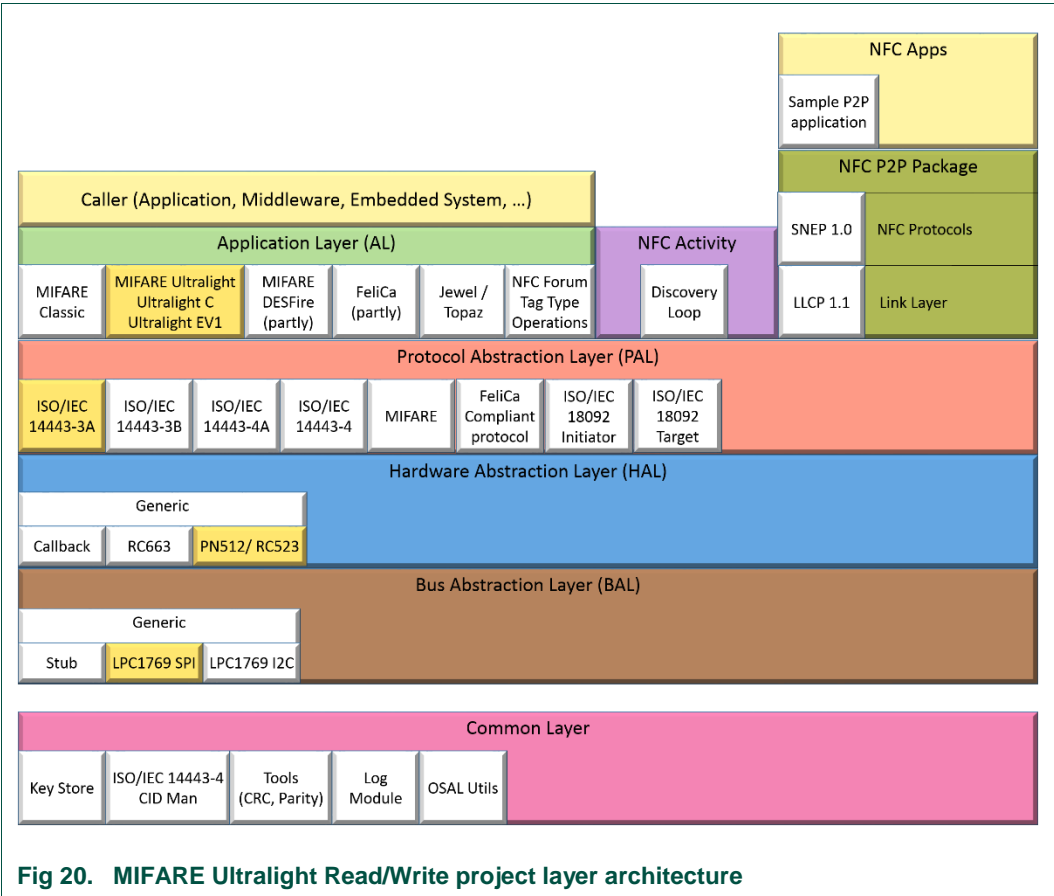 NFC Apps
Sample P2P
application
NFC P2P Package
SNEP 1.0
NFC Protocols
LLCP 1.1
Link Layer
Caller (Application, Middleware, Embedded System, ...)
Application Layer (AL)
MIFARE
Classic
MIFARE Ultralight
Ultralight C
Ultralight EV1
MIFARE
DESFire
(partly)
FeliCa
(partly)
Jewel /
Topaz
NFC Forum
Tag Type
Operations
NFC Activity
Discovery
Loop
Protocol Abstraction Layer (PAL)
ISO/IEC
14443-3A
ISO/IEC
14443-3B
ISO/IEC
14443-4A
ISO/IEC
14443-4
MIFARE
FeliCa
Compliant
protocol
ISO/IEC
18092
Initiator
ISO/IEC
18092
Target
Hardware Abstraction Layer (HAL)
Generic
Callback
RC663
PN512/ RC523
Bus Abstraction Layer (BAL)
Generic
Stub
LPC1769 SPI
LPC1769 I2C
Common Layer
Key Store
ISO/IEC 14443-4
CID Man
Tools
(CRC, Parity)
Log
Module
OSAL Utils
Fig 20. MIFARE Ultralight Read/Write project layer architecture